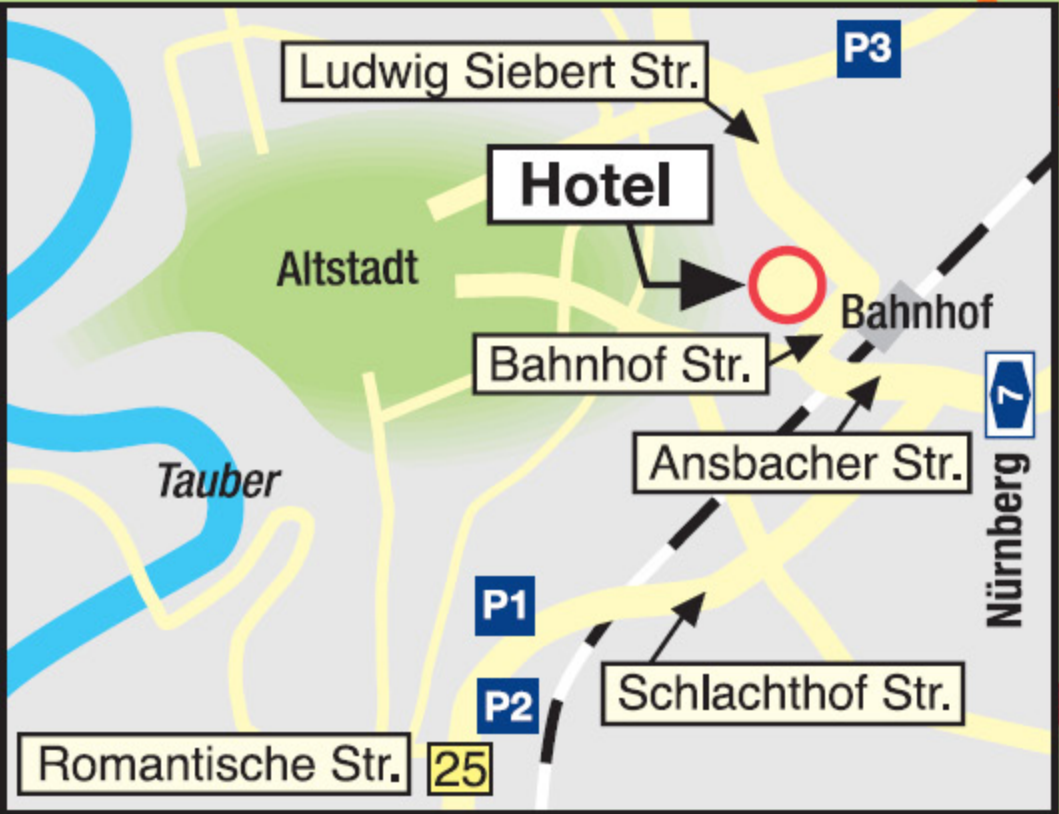 P3
Ludwig Siebert Str.
Hotel
Altstadt
Bahnhof
Bahnhof Str.
7
Ansbacher Str.
Tauber
Nürnberg
P1
Schlachthof Str.
P2
Romantische Str. 25